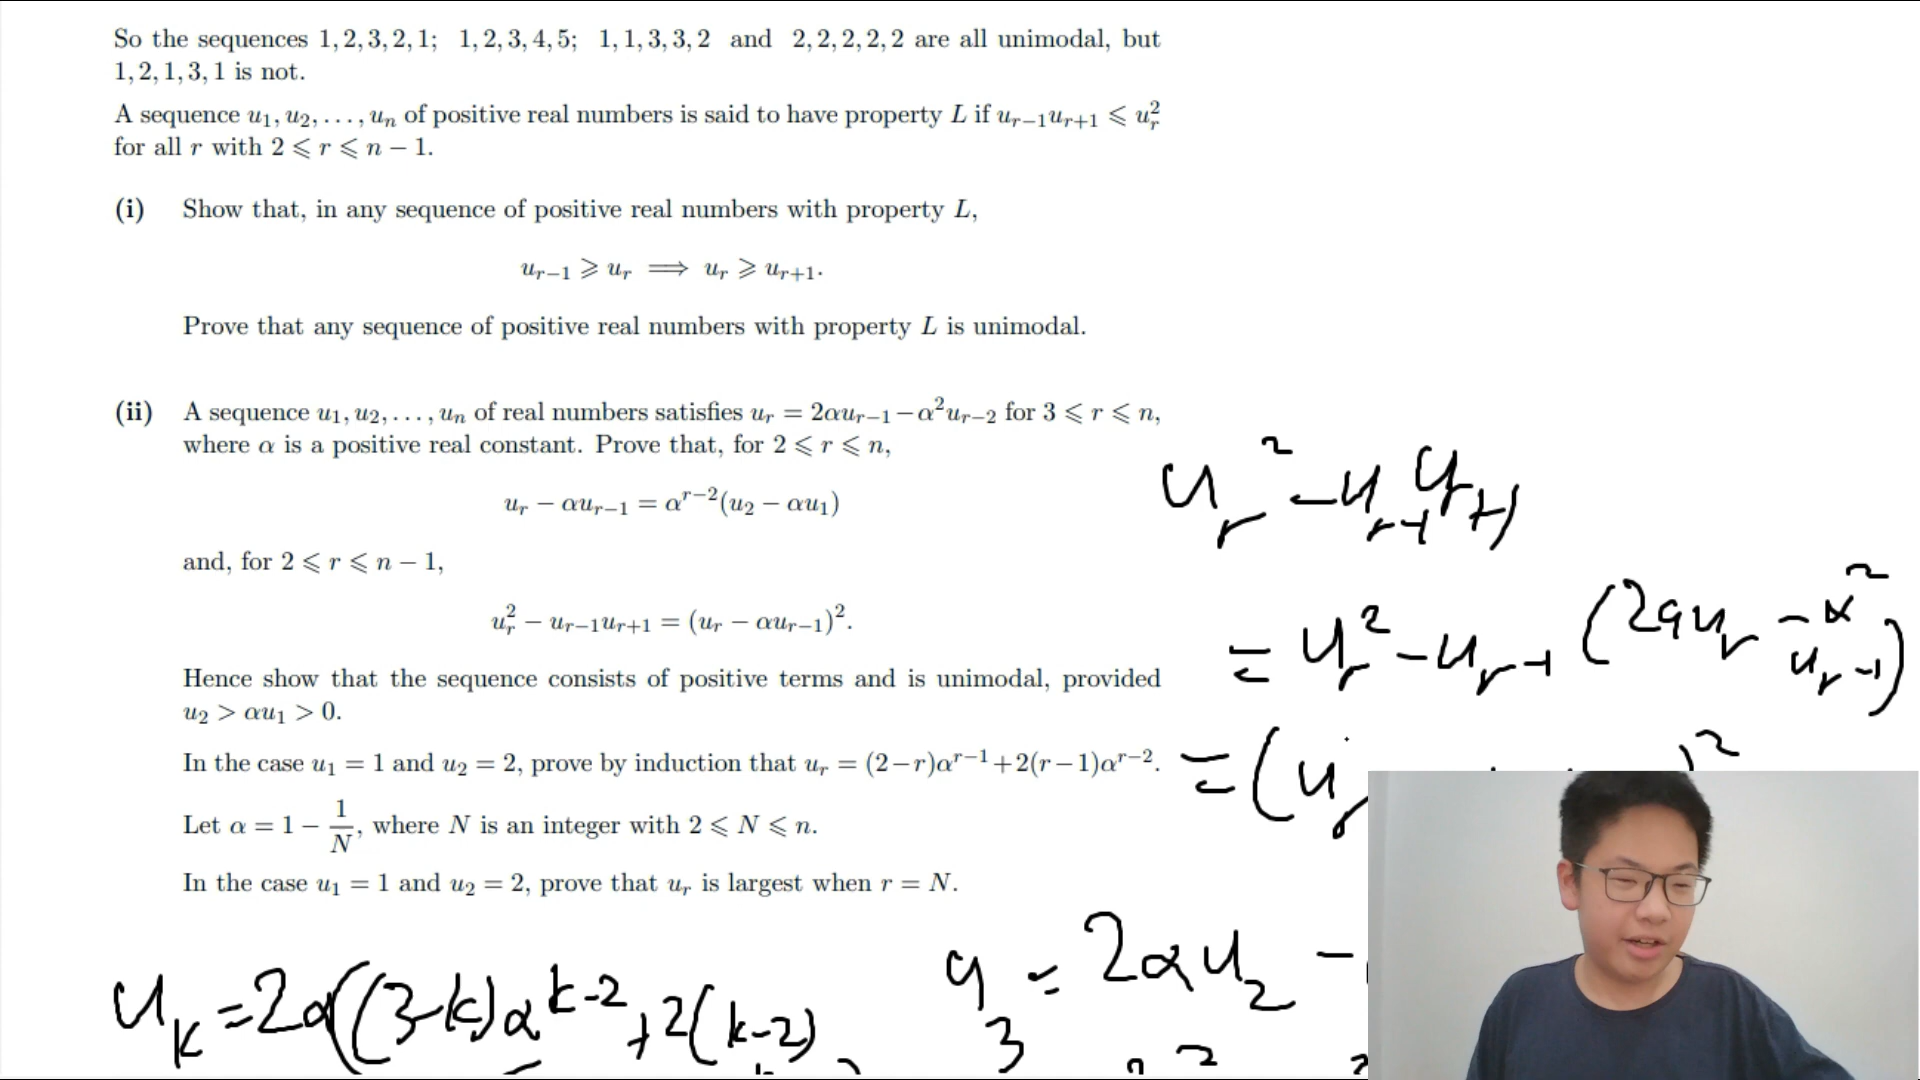 So the sequences 1, 2, 3, 2, 1; 1, 2, 3, 4, 5; 1, 1, 3, 3, 2 and 2, 2, 2, 2, 2 are all unimodal, but
1, 2, 1, 3, 1 is not.
A sequence u₁, u₂, . . . , uₙ of positive real numbers is said to have property L if uᵣ₋₁uᵣ₊₁ ⩽ uᵣ²
for all r with 2 ⩽ r ⩽ n − 1.
(i) Show that, in any sequence of positive real numbers with property L,
uᵣ₋₁ ⩾ uᵣ ⟹ uᵣ ⩾ uᵣ₊₁.
Prove that any sequence of positive real numbers with property L is unimodal.
(ii) A sequence u₁, u₂, . . . , uₙ of real numbers satisfies uᵣ = 2αuᵣ₋₁−α²uᵣ₋₂ for 3 ⩽ r ⩽ n,
where α is a positive real constant. Prove that, for 2 ⩽ r ⩽ n,
uᵣ − αuᵣ₋₁ = αʳ⁻²(u₂ − αu₁)
and, for 2 ⩽ r ⩽ n − 1,
uᵣ² − uᵣ₋₁uᵣ₊₁ = (uᵣ − αuᵣ₋₁)².
Hence show that the sequence consists of positive terms and is unimodal, provided
u₂ > αu₁ > 0.
In the case u₁ = 1 and u₂ = 2, prove by induction that uᵣ = (2−r)αʳ⁻¹+2(r−1)αʳ⁻².
Let α = 1 − 1/N, where N is an integer with 2 ⩽ N ⩽ n.
In the case u₁ = 1 and u₂ = 2, prove that uᵣ is largest when r = N.
uᵣ² − uᵣ₋₁uᵣ₊₁
= uᵣ² − uᵣ₋₁ (2αuᵣ − α²uᵣ₋₁)
= (uᵣ )²
u₃ = 2αu₂ −
uₖ = 2α((3−k)αᵏ⁻² + 2(k−2)